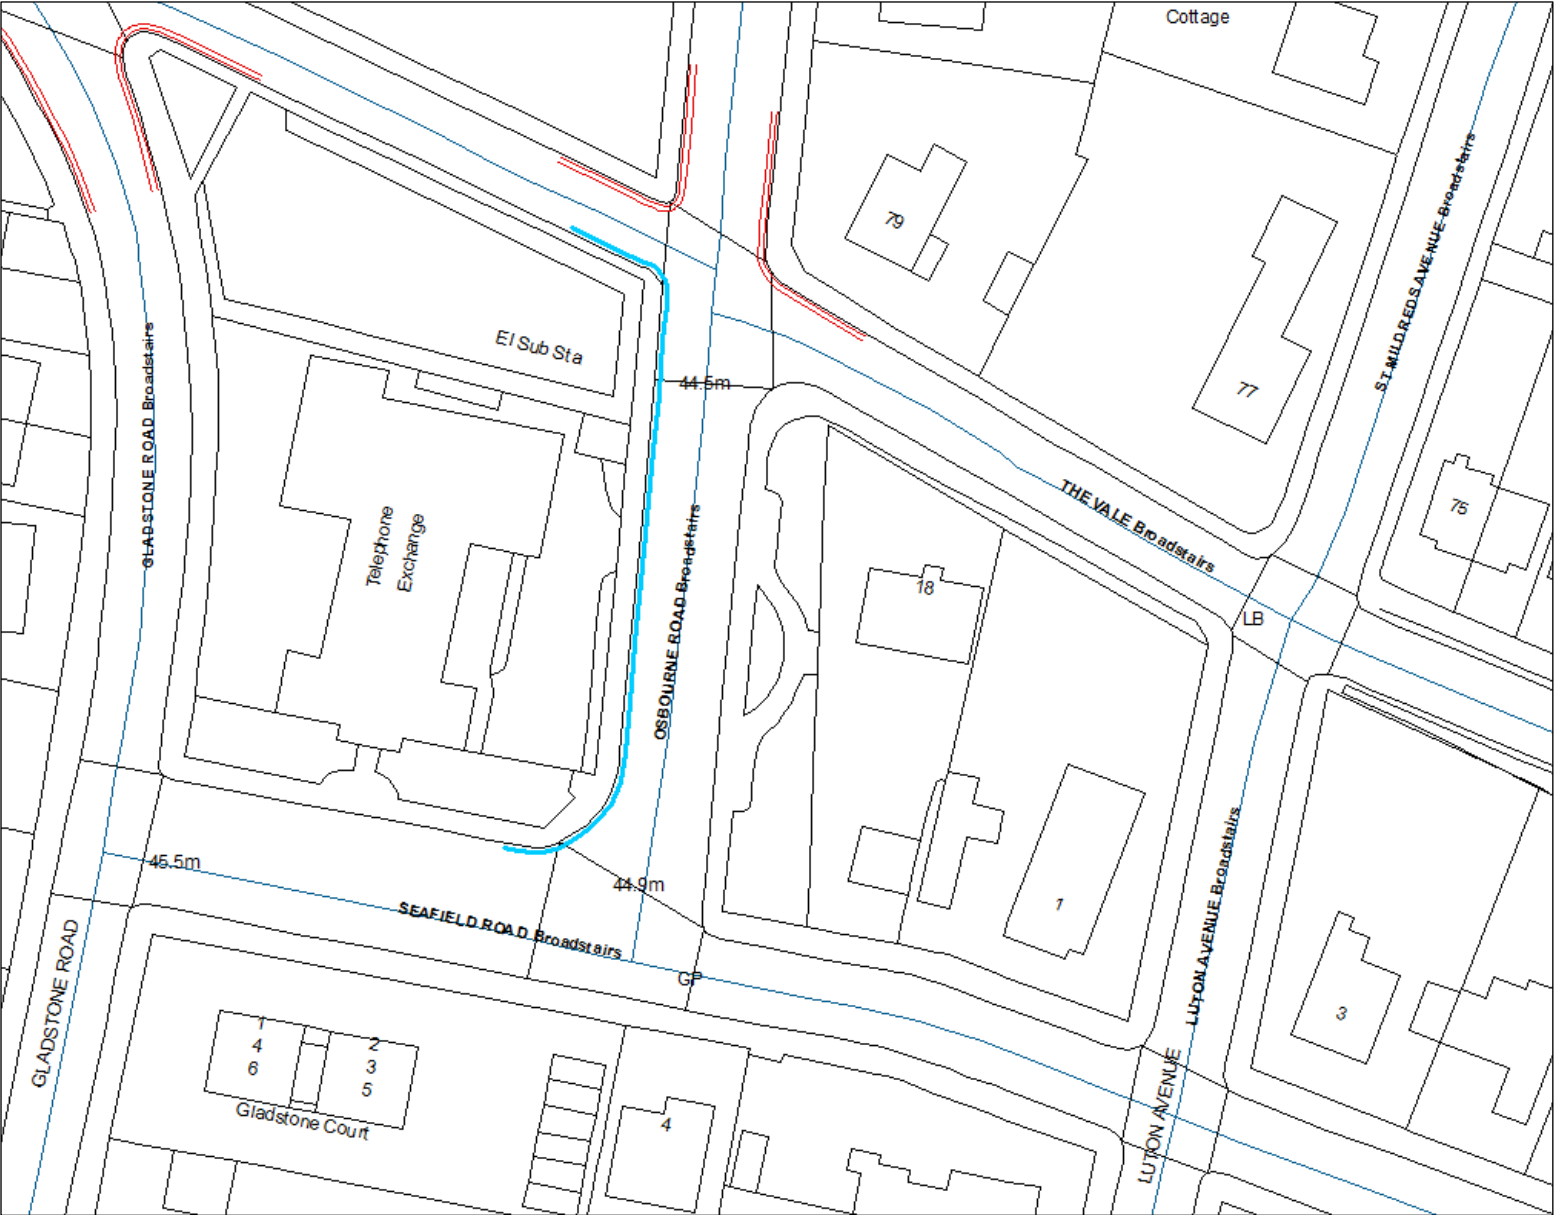 Cottage
79
ST MILDREDS AVENUE Broadstairs
El Sub Sta
GLADSTONE ROAD Broadstairs
44.5m
77
THE VALE Broadstairs
75
Telephone
Exchange
OSBOURNE ROAD Broadstairs
18
LB
45.5m
44.9m
1
LUTON AVENUE Broadstairs
SEAFIELD ROAD Broadstairs
GLADSTONE ROAD
GP
3
1
4
6
2
3
5
Gladstone Court
4
LUTON AVENUE